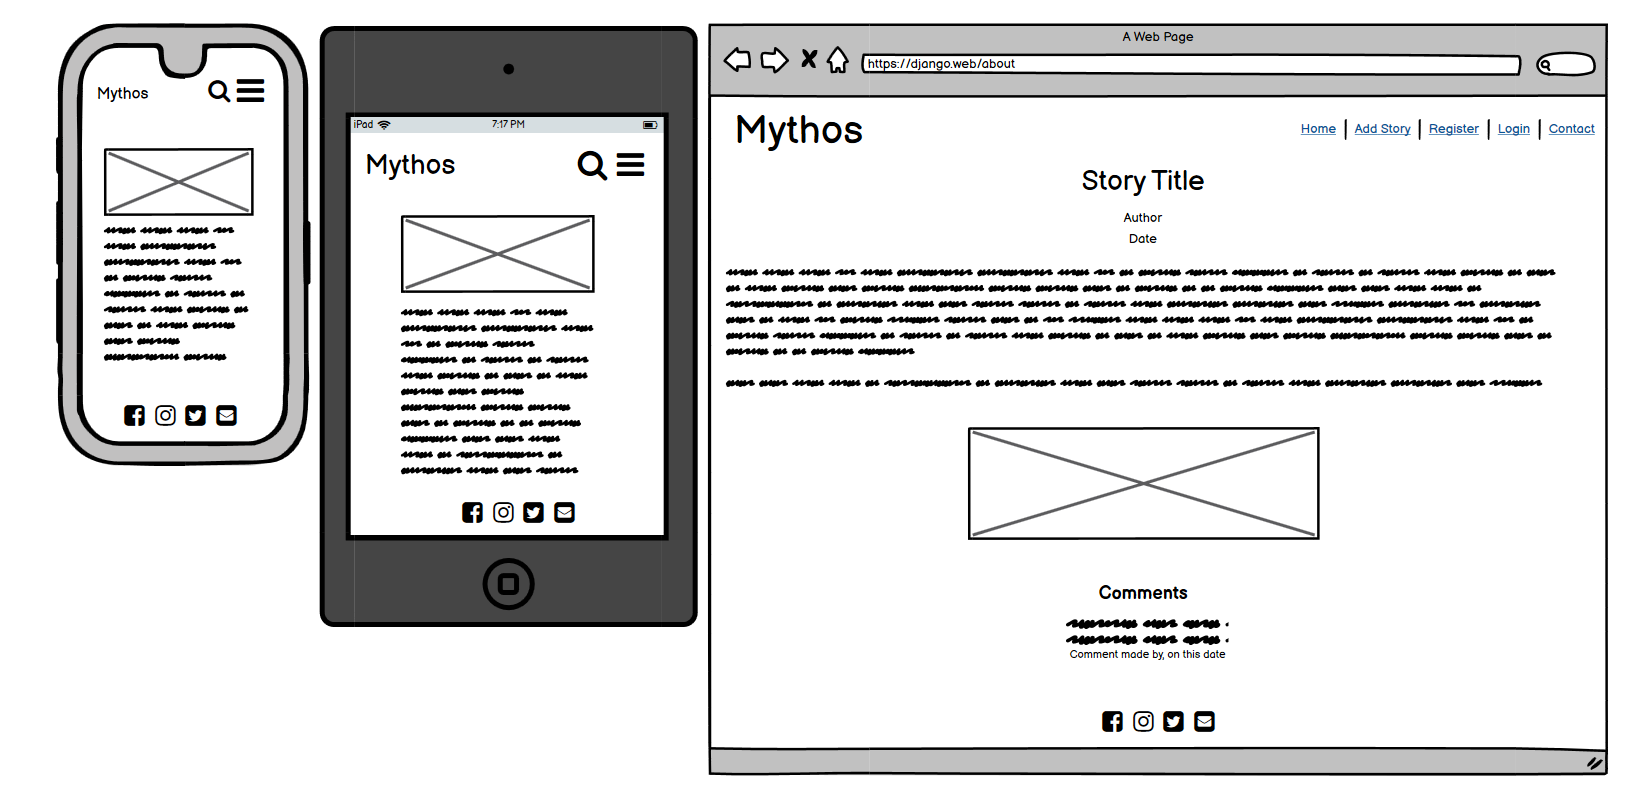 Mythos
iPad
7:17 PM
Mythos
A Web Page
https://django.web/about
Mythos
Home | Add Story | Register | Login | Contact
Story Title
Author
Date
Comments
Comment made by, on this date